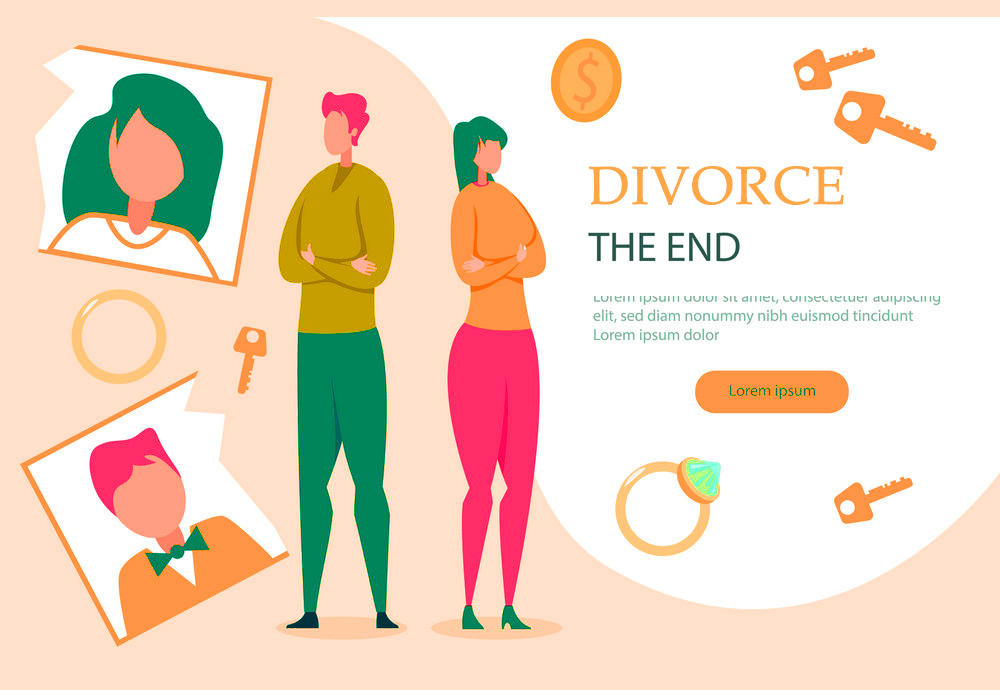 $
DIVORCE
THE END
Lorem ipsum dolor sit amet, consectetuer adipiscing
elit, sed diam nonummy nibh euismod tincidunt
Lorem ipsum dolor
Lorem ipsum